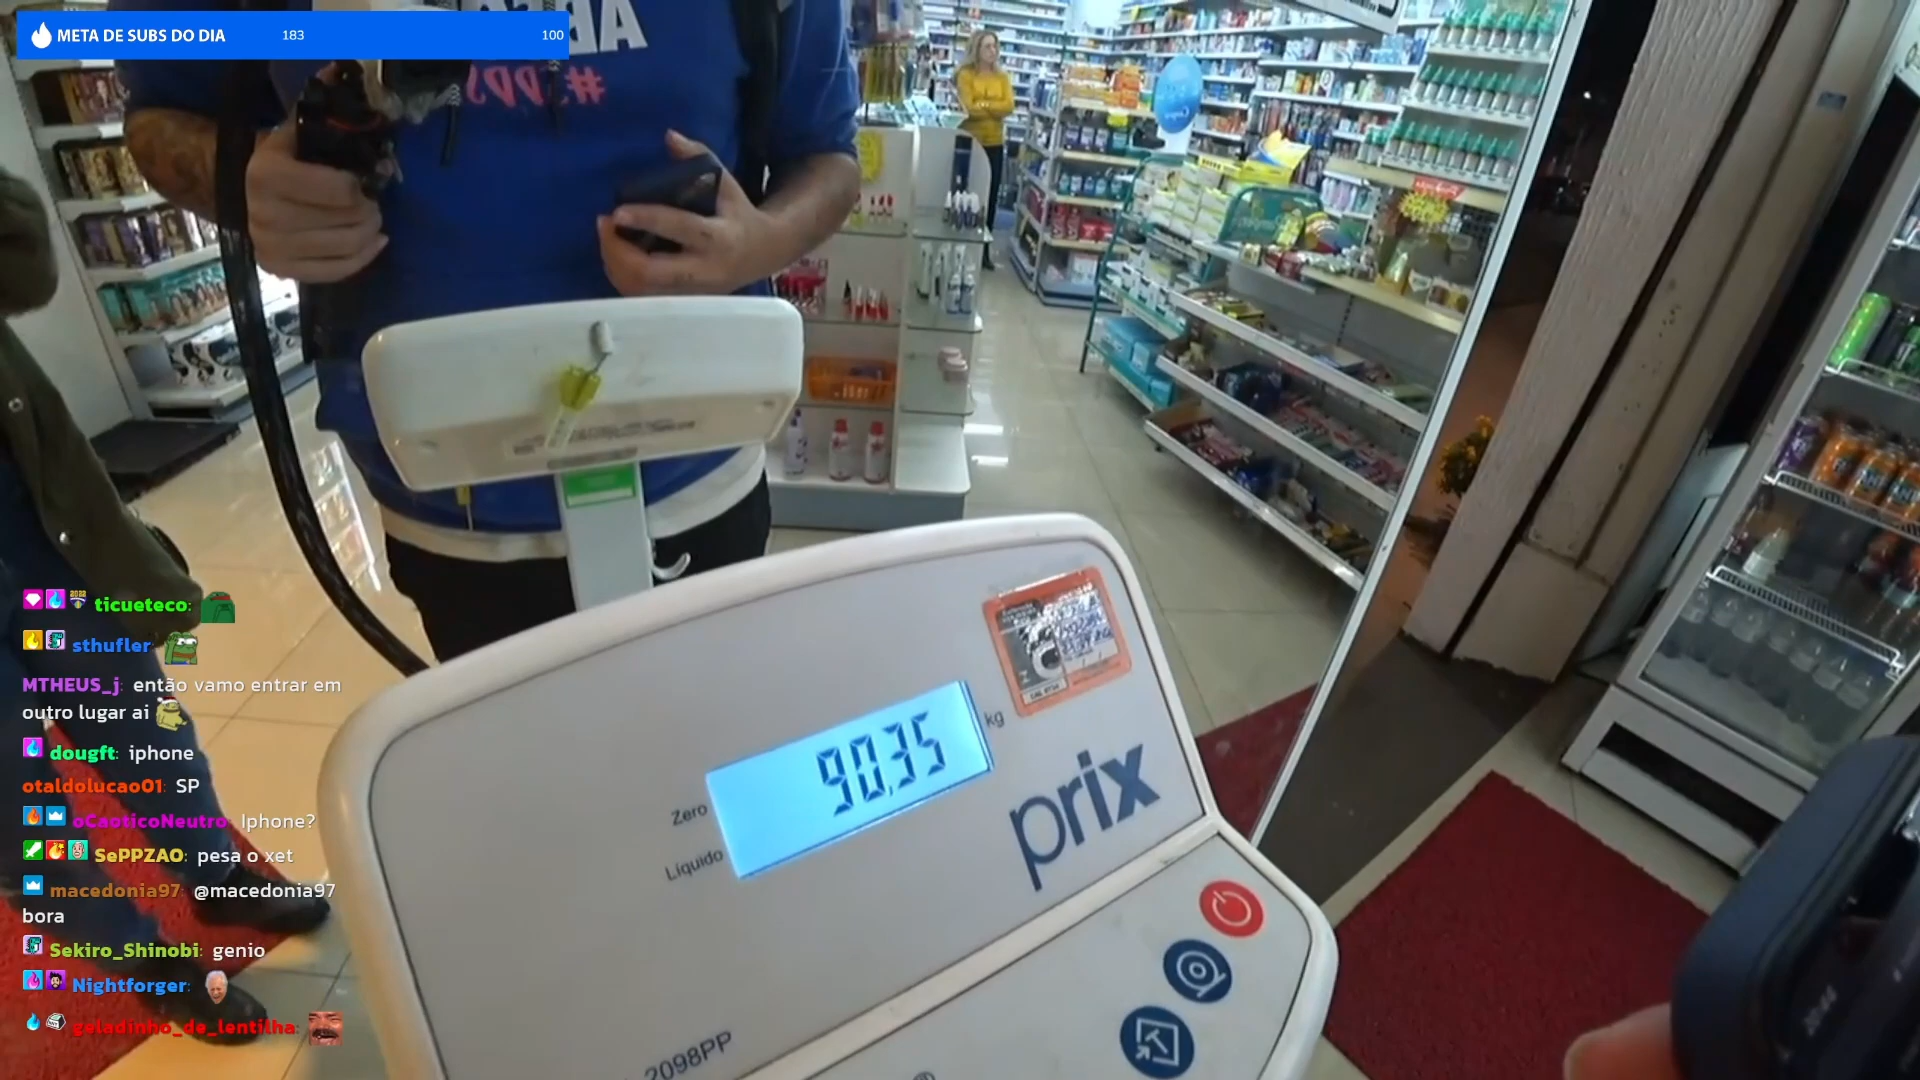 META DE SUBS DO DIA 183 100
ticueteco:
sthufler:
MTHEUS_j: então vamo entrar em
outro lugar ai
dougft: iphone
otaldolucao01: SP
oCaoticoNeutro: Iphone?
SePPZAO: pesa o xet
macedonia97: @macedonia97
bora
Sekiro_Shinobi: genio
Nightforger:
geladinho_de_lentilha:
90,35
kg
Zero
Líquido
prix
2098PP